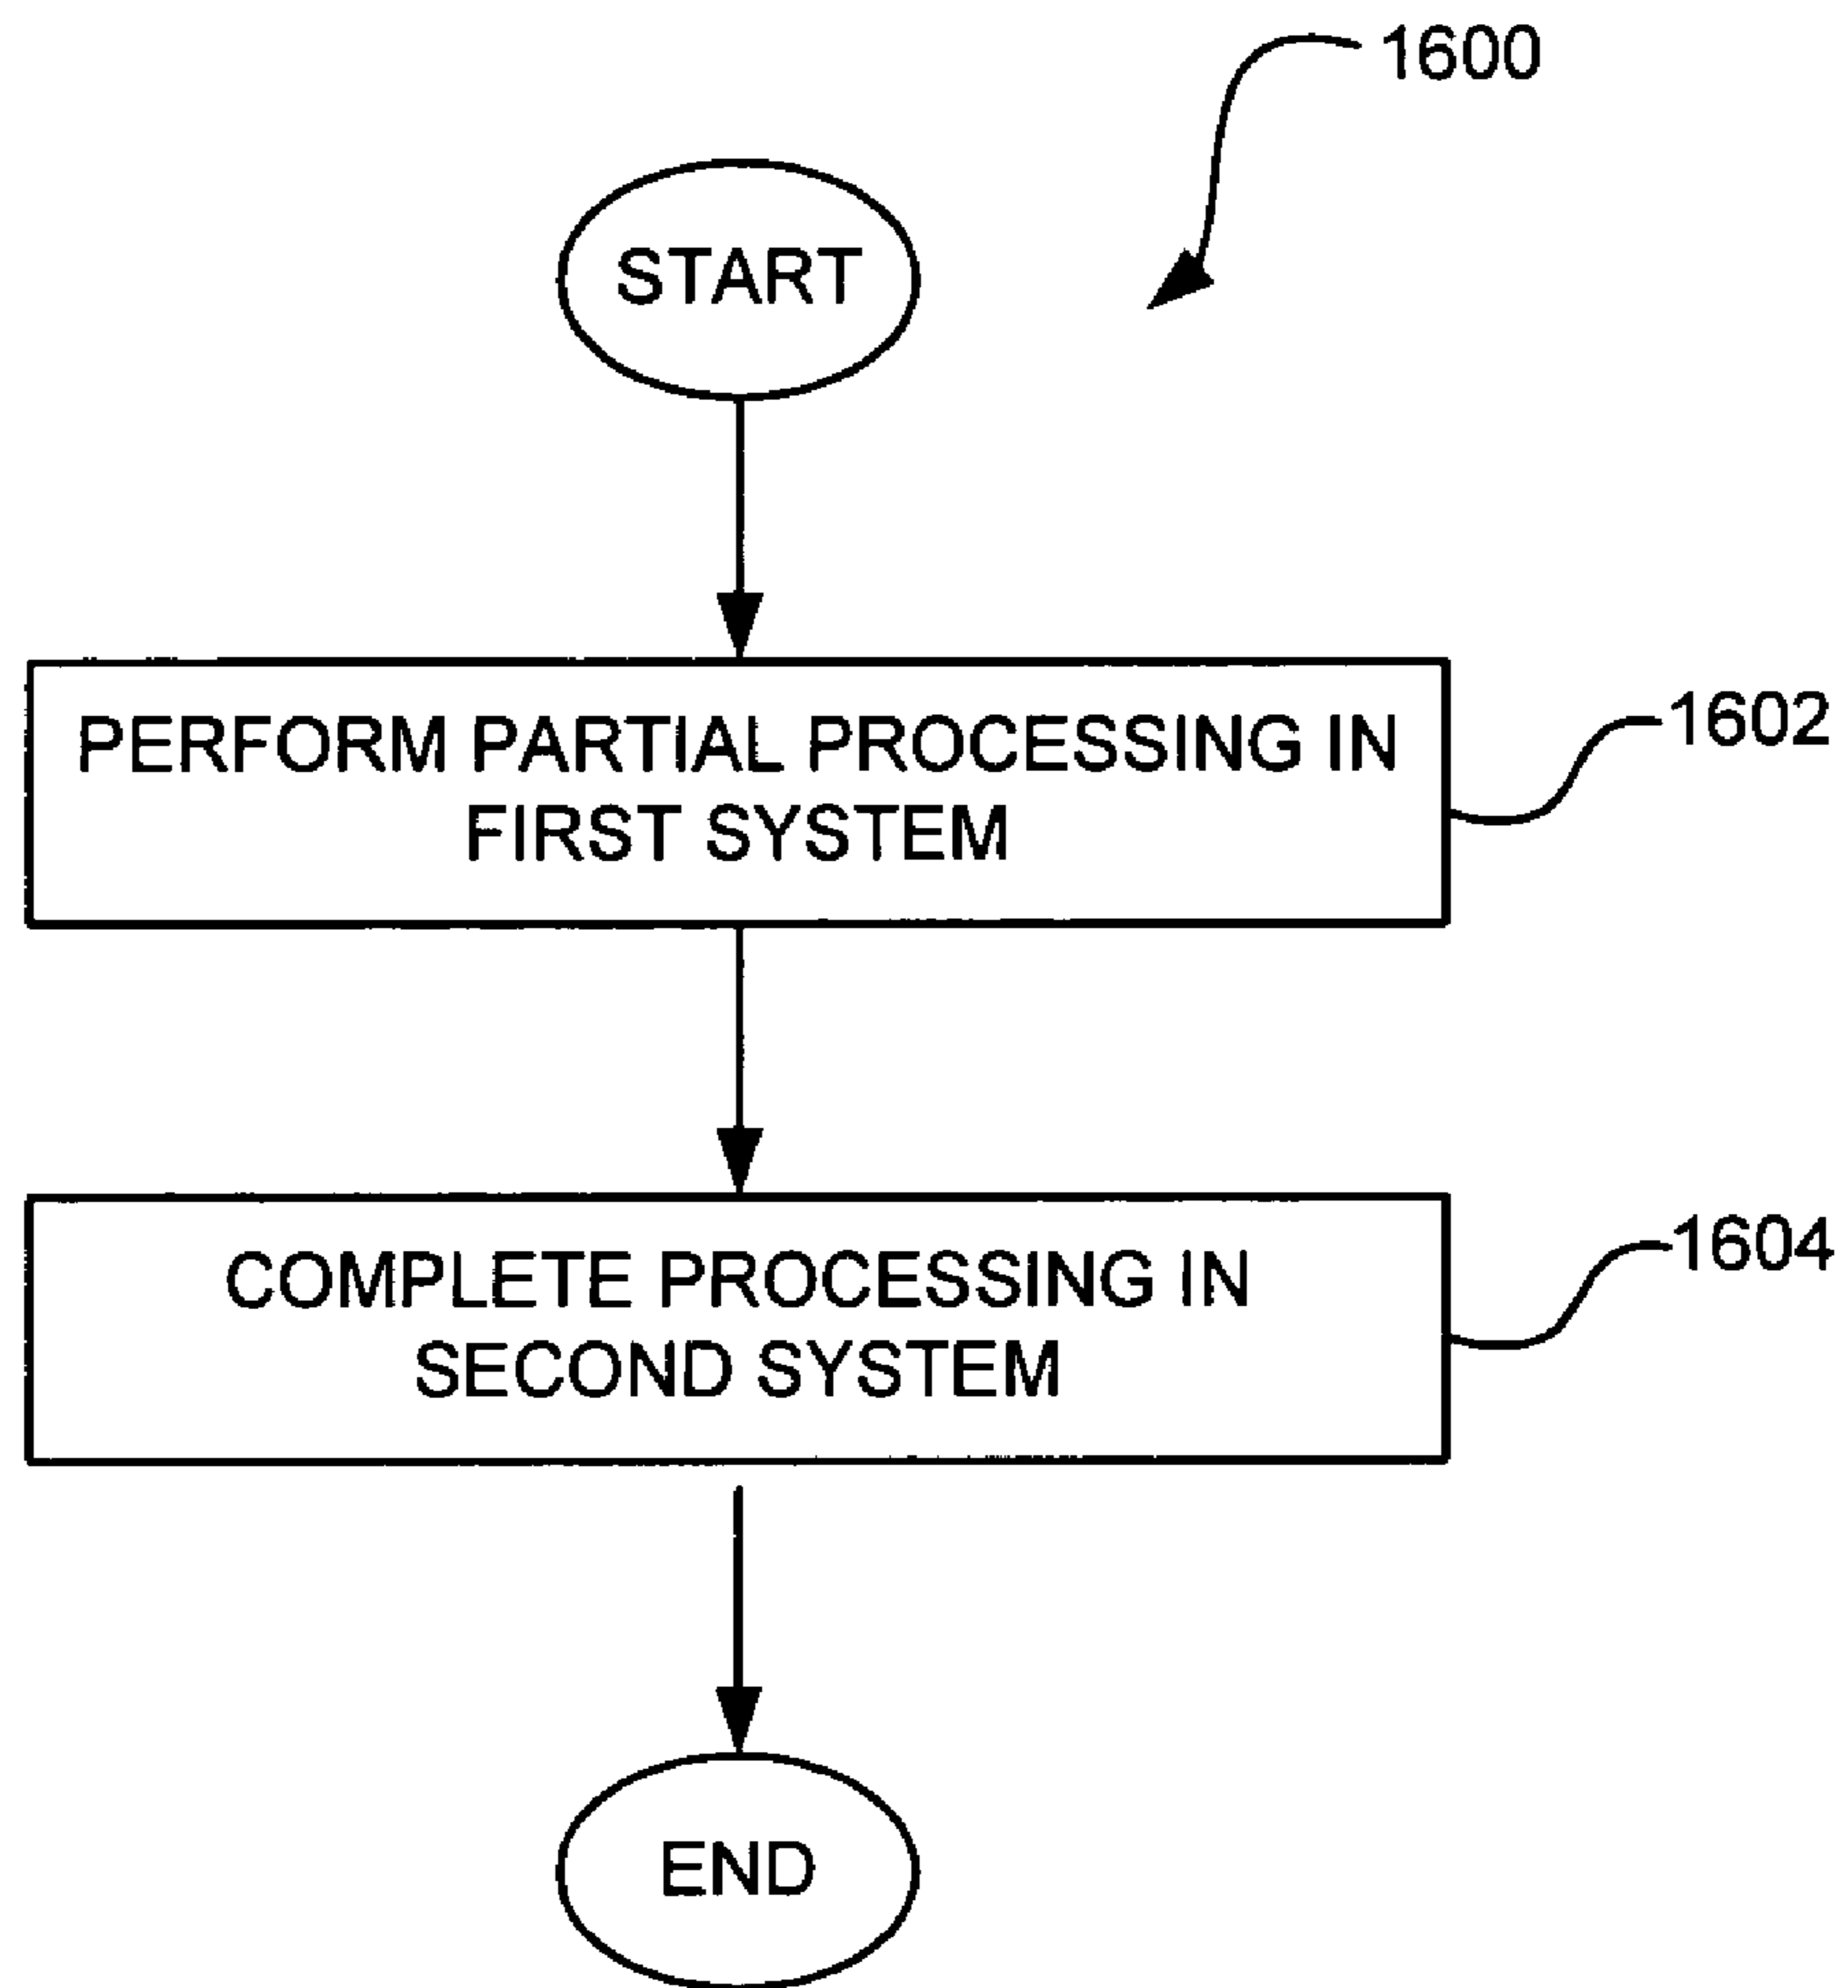 1600
START
PERFORM PARTIAL PROCESSING IN
FIRST SYSTEM
1602
COMPLETE PROCESSING IN
SECOND SYSTEM
1604
END